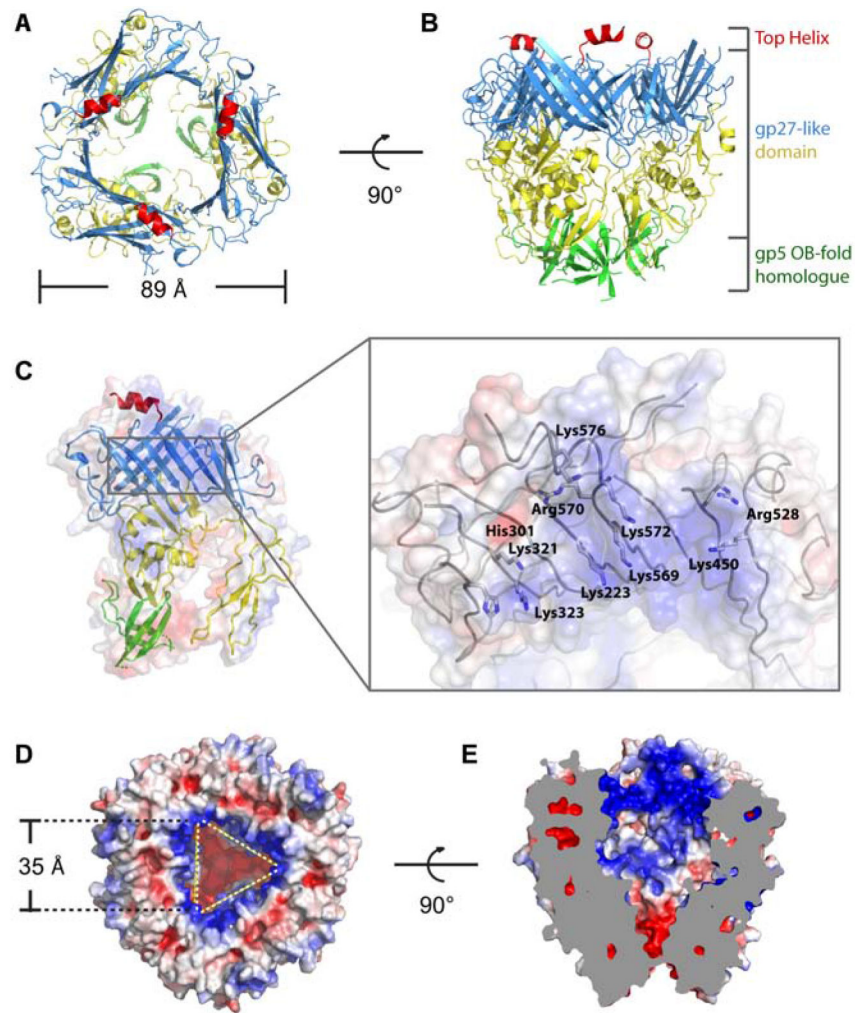 A
B
Top Helix
gp27-like
domain
gp5 OB-fold
homologue
90°
89 Å
C
Lys576
Arg570
His301
Lys321
Lys323
Lys223
Lys572
Lys569
Lys450
Arg528
D
E
35 Å
90°